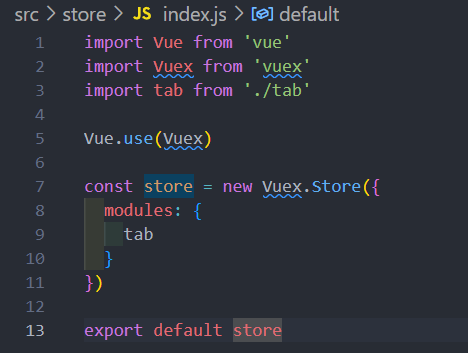 src > store > JS index.js > default
1 import Vue from 'vue'
2 import Vuex from 'vuex'
3 import tab from './tab'
4
5 Vue.use(Vuex)
6
7 const store = new Vuex.Store({
8   modules: {
9     tab
10   }
11 })
12
13 export default store